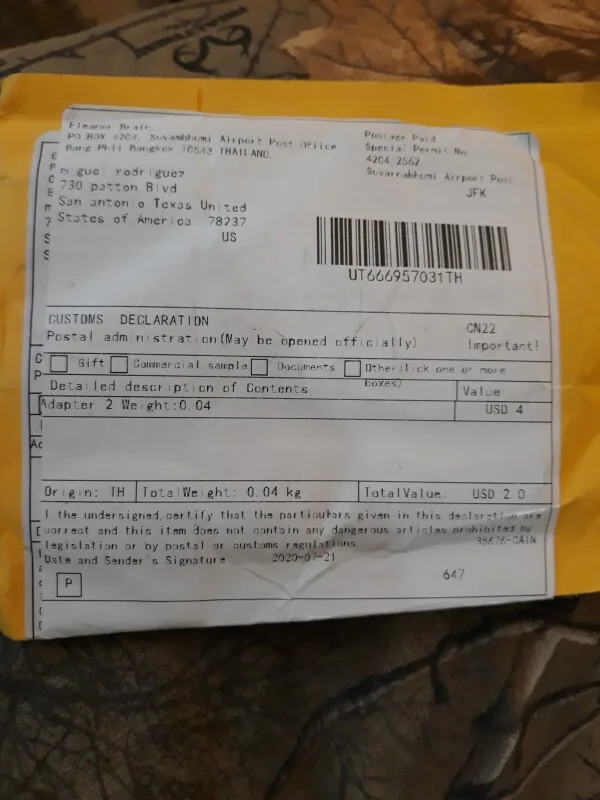 Eleanor Brain
PO BOX 4204, Suvarnbhumi Airport Post Office
Bang Phli Bangkok 10543 THAILAND.
Postage Paid
Special Permit No
4204 2562
Suvarnabhumi Airport Post
JFK
miguel rodriguez
730 patton Blvd
San antonio Texas United
States of America 78237
US
UT666957031TH
CUSTOMS DECLARATION
CN22
Postal administration(May be opened officially)
Important!
Gift Commercial sample Documents Other(Tick one or more
boxes)
Detailed description of Contents Value
Adapter 2 Weight:0.04 USD 4
Origin: TH TotalWeight: 0.04 kg TotalValue: USD 2.0
I the undersigned,certify that the particulars given in this declaration are
correct and this item does not contain any dangerous articles prohibited by
legislation or by postal or customs regulations
Date and Sender's Signature 2020-07-21
647
P